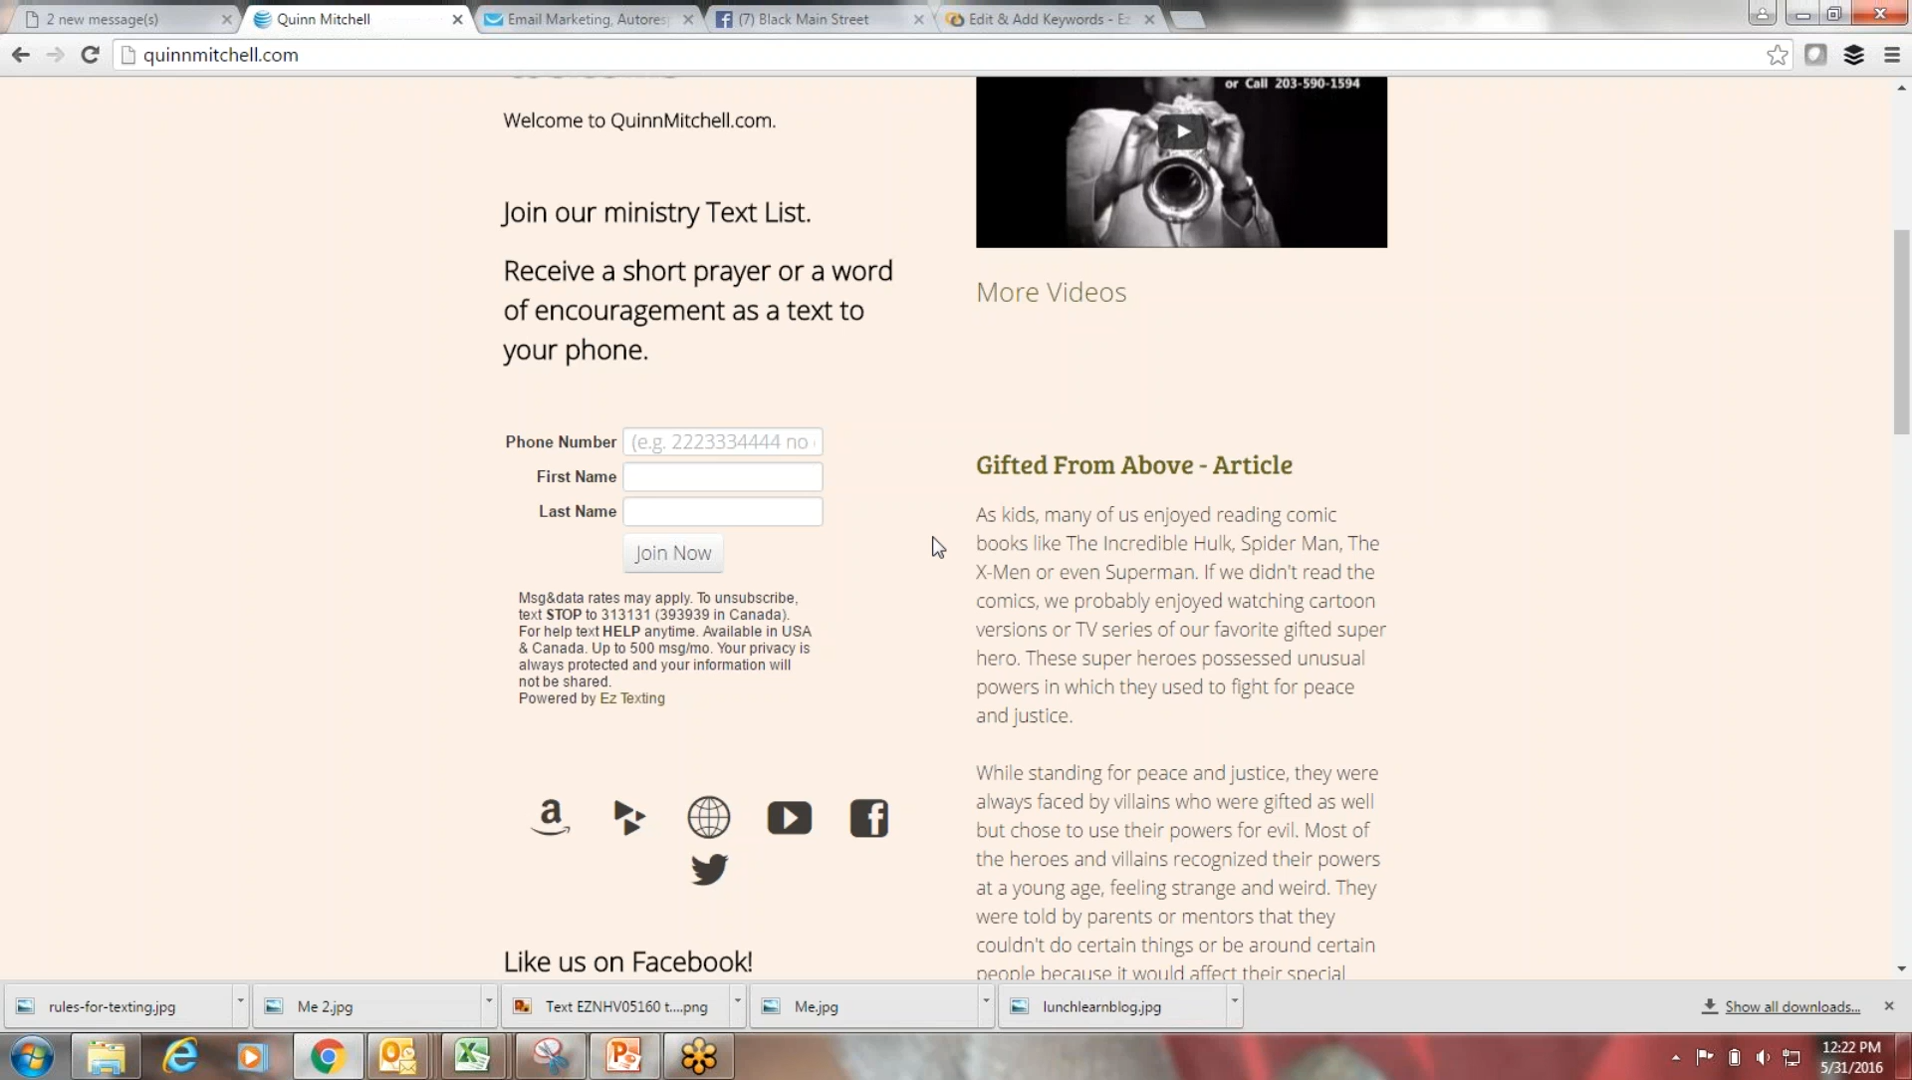 2 new message(s)
Quinn Mitchell
Email Marketing, Autores
(7) Black Main Street
Edit & Add Keywords - Ez
quinnmitchell.com
or Call 203-590-1594
Welcome to QuinnMitchell.com.
Join our ministry Text List.
Receive a short prayer or a word
of encouragement as a text to
your phone.
More Videos
Phone Number
(e.g. 2223334444 no
First Name
Last Name
Join Now
Msg&data rates may apply. To unsubscribe,
text STOP to 313131 (393939 in Canada).
For help text HELP anytime. Available in USA
& Canada. Up to 500 msg/mo. Your privacy is
always protected and your information will
not be shared.
Powered by Ez Texting
Like us on Facebook!
Gifted From Above - Article
As kids, many of us enjoyed reading comic
books like The Incredible Hulk, Spider Man, The
X-Men or even Superman. If we didn't read the
comics, we probably enjoyed watching cartoon
versions or TV series of our favorite gifted super
hero. These super heroes possessed unusual
powers in which they used to fight for peace
and justice.
While standing for peace and justice, they were
always faced by villains who were gifted as well
but chose to use their powers for evil. Most of
the heroes and villains recognized their powers
at a young age, feeling strange and weird. They
were told by parents or mentors that they
couldn't do certain things or be around certain
people because it would affect their special
rules-for-texting.jpg
Me 2.jpg
Text EZNHV05160 t....png
Me.jpg
lunchlearnblog.jpg
Show all downloads...
12:22 PM
5/31/2016